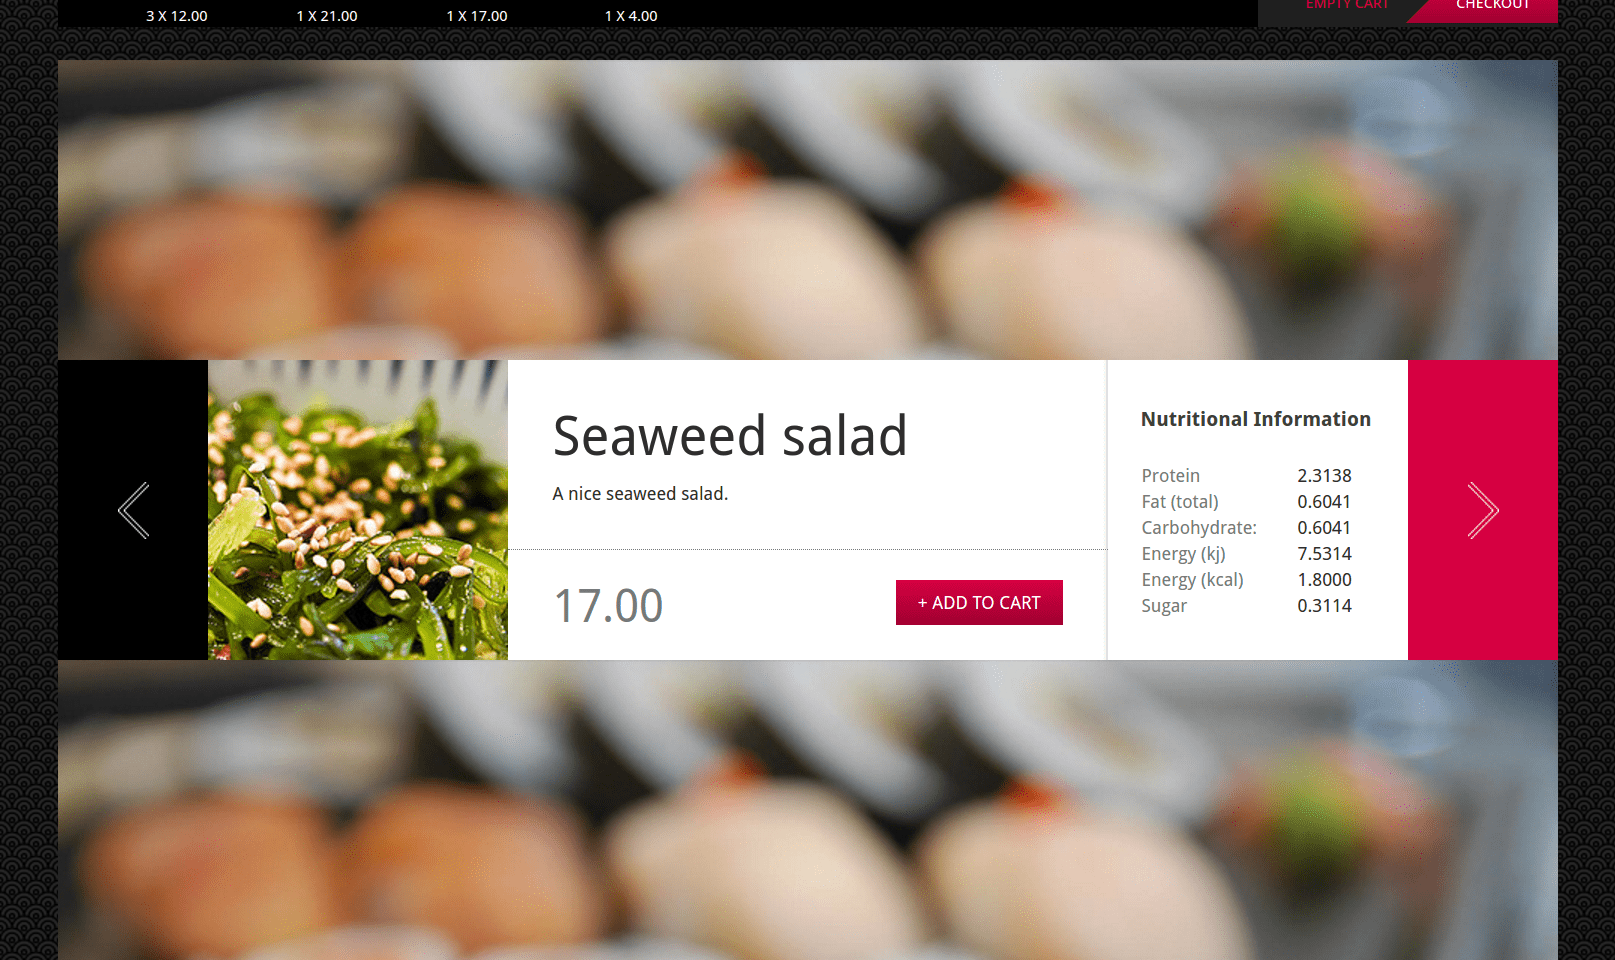 3 X 12.00 1 X 21.00 1 X 17.00 1 X 4.00 EMPTY CART CHECKOUT
Seaweed salad
A nice seaweed salad.
17.00
+ ADD TO CART
Nutritional Information
Protein 2.3138
Fat (total) 0.6041
Carbohydrate: 0.6041
Energy (kj) 7.5314
Energy (kcal) 1.8000
Sugar 0.3114